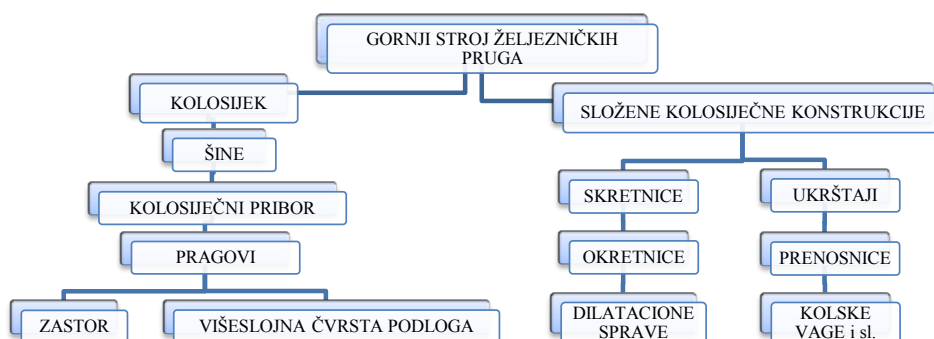 GORNJI STROJ ŽELJEZNIČKIH
PRUGA
KOLOSIJEK
SLOŽENE KOLOSIJEČNE KONSTRUKCIJE
ŠINE
KOLOSIJEČNI PRIBOR
SKRETNICE
UKRŠTAJI
PRAGOVI
OKRETNICE
PRENOSNICE
ZASTOR
VIŠESLOJNA ČVRSTA PODLOGA
DILATACIONE
SPRAVE
KOLSKE
VAGE i sl.